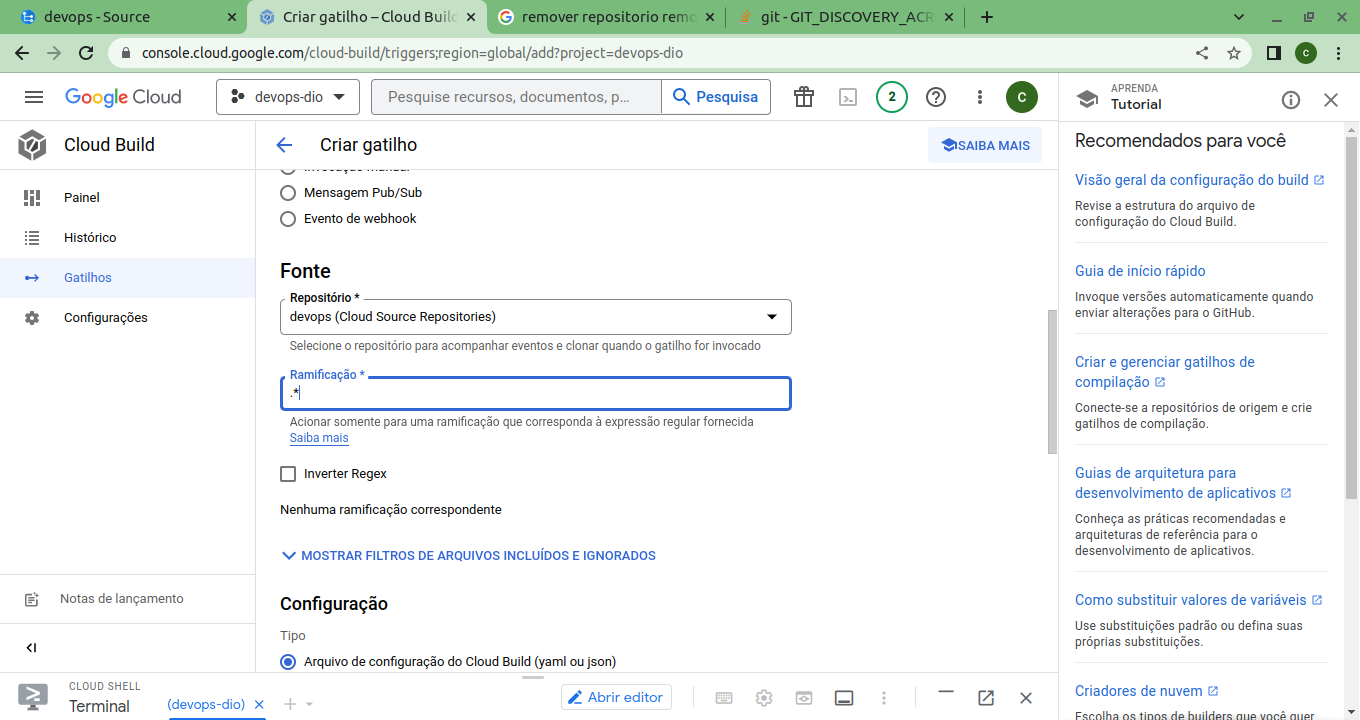 devops - Source
Criar gatilho – Cloud Build
remover repositorio remo
git - GIT_DISCOVERY_ACR
console.cloud.google.com/cloud-build/triggers;region=global/add?project=devops-dio
C
Google Cloud
devops-dio
Pesquise recursos, documentos, p...
Pesquisa
2
C
APRENDA
Tutorial
Cloud Build
Criar gatilho
SAIBA MAIS
Painel
Histórico
Gatilhos
Configurações
Notas de lançamento
Invocação manual
Mensagem Pub/Sub
Evento de webhook
Fonte
Repositório *
devops (Cloud Source Repositories)
Selecione o repositório para acompanhar eventos e clonar quando o gatilho for invocado
Ramificação *
.*
Acionar somente para uma ramificação que corresponda à expressão regular fornecida
Saiba mais
Inverter Regex
Nenhuma ramificação correspondente
MOSTRAR FILTROS DE ARQUIVOS INCLUÍDOS E IGNORADOS
Configuração
Tipo
Arquivo de configuração do Cloud Build (yaml ou json)
Recomendados para você
Visão geral da configuração do build
Revise a estrutura do arquivo de
configuração do Cloud Build.
Guia de início rápido
Invoque versões automaticamente quando
enviar alterações para o GitHub.
Criar e gerenciar gatilhos de
compilação
Conecte-se a repositórios de origem e crie
gatilhos de compilação.
Guias de arquitetura para
desenvolvimento de aplicativos
Conheça as práticas recomendadas e
arquiteturas de referência para o
desenvolvimento de aplicativos.
Como substituir valores de variáveis
Use substituições padrão ou defina suas
próprias substituições.
Criadores de nuvem
Escolha os tipos de builders que você quer
CLOUD SHELL
Terminal
(devops-dio)
Abrir editor